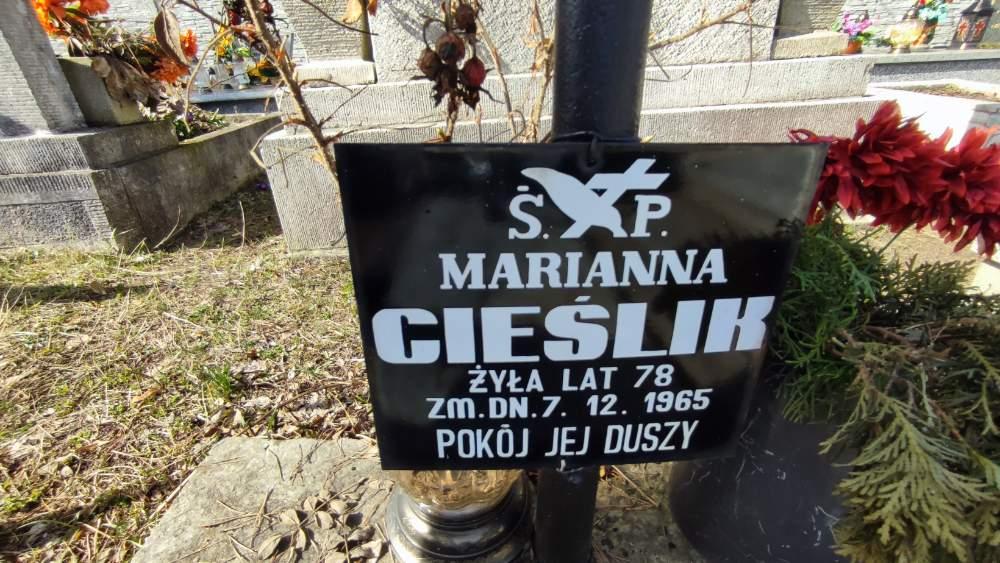 Ś. P.
MARIANNA
CIEŚLIK
ŻYŁA LAT 78
ZM.DN.7. 12. 1965
POKÓJ JEJ DUSZY